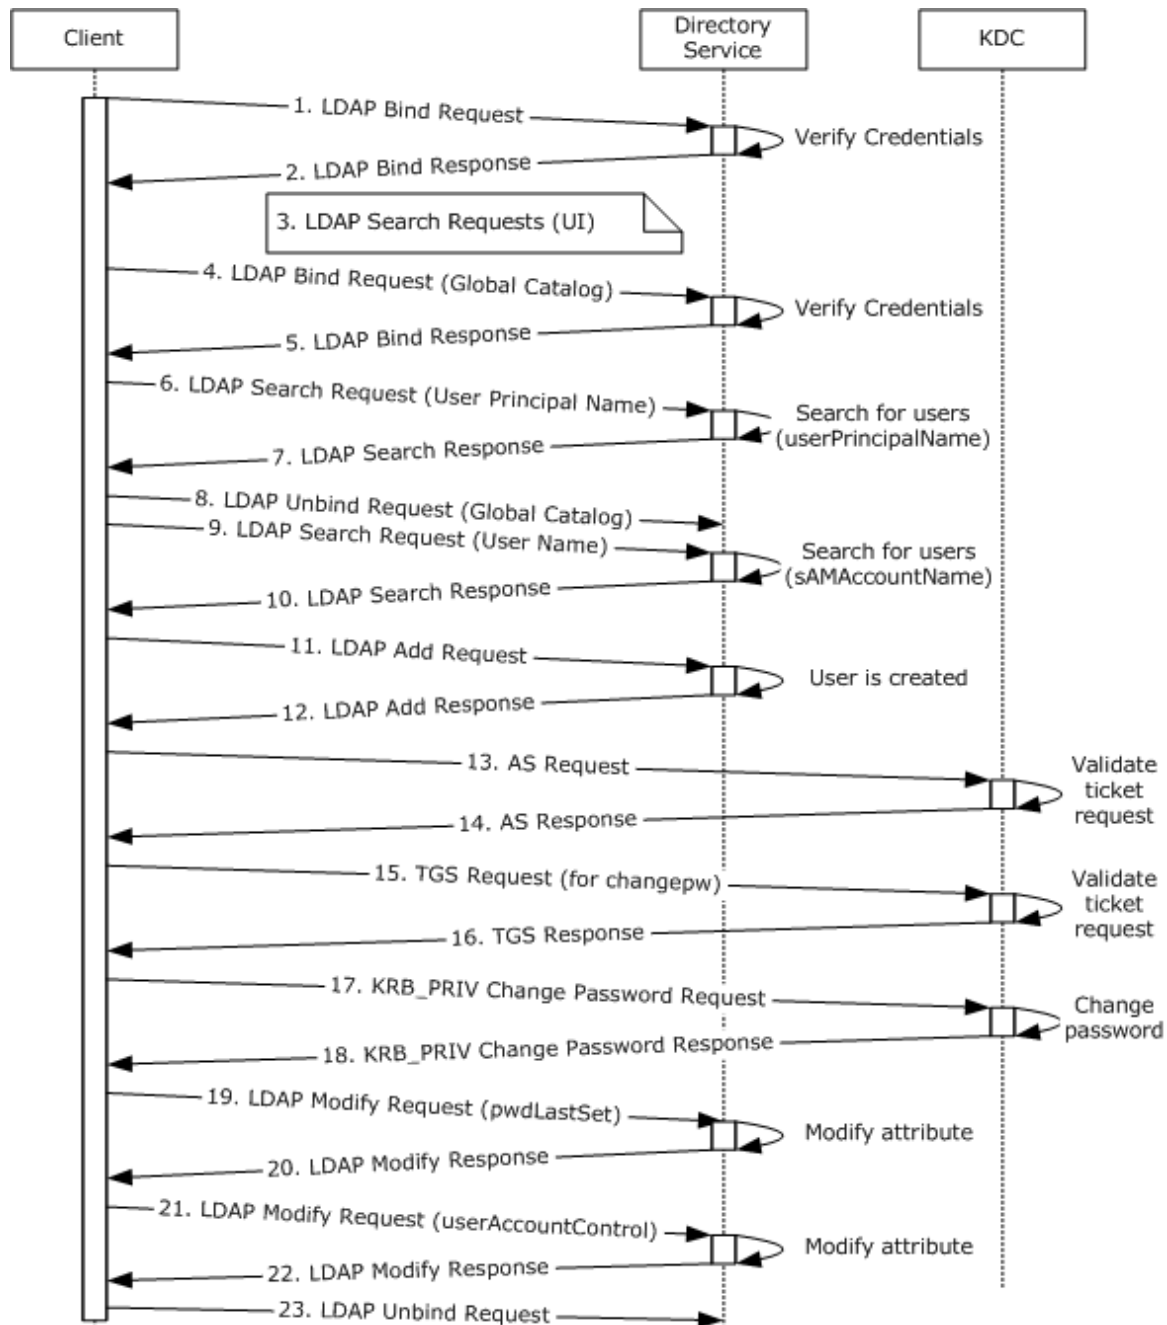 Client
Directory
Service
KDC
1. LDAP Bind Request
Verify Credentials
2. LDAP Bind Response
3. LDAP Search Requests (UI)
4. LDAP Bind Request (Global Catalog)
Verify Credentials
5. LDAP Bind Response
6. LDAP Search Request (User Principal Name)
Search for users
(userPrincipalName)
7. LDAP Search Response
8. LDAP Unbind Request (Global Catalog)
9. LDAP Search Request (User Name)
Search for users
(sAMAccountName)
10. LDAP Search Response
11. LDAP Add Request
User is created
12. LDAP Add Response
13. AS Request
Validate
ticket
request
14. AS Response
15. TGS Request (for changepw)
Validate
ticket
request
16. TGS Response
17. KRB_PRIV Change Password Request
Change
password
18. KRB_PRIV Change Password Response
19. LDAP Modify Request (pwdLastSet)
Modify attribute
20. LDAP Modify Response
21. LDAP Modify Request (userAccountControl)
Modify attribute
22. LDAP Modify Response
23. LDAP Unbind Request